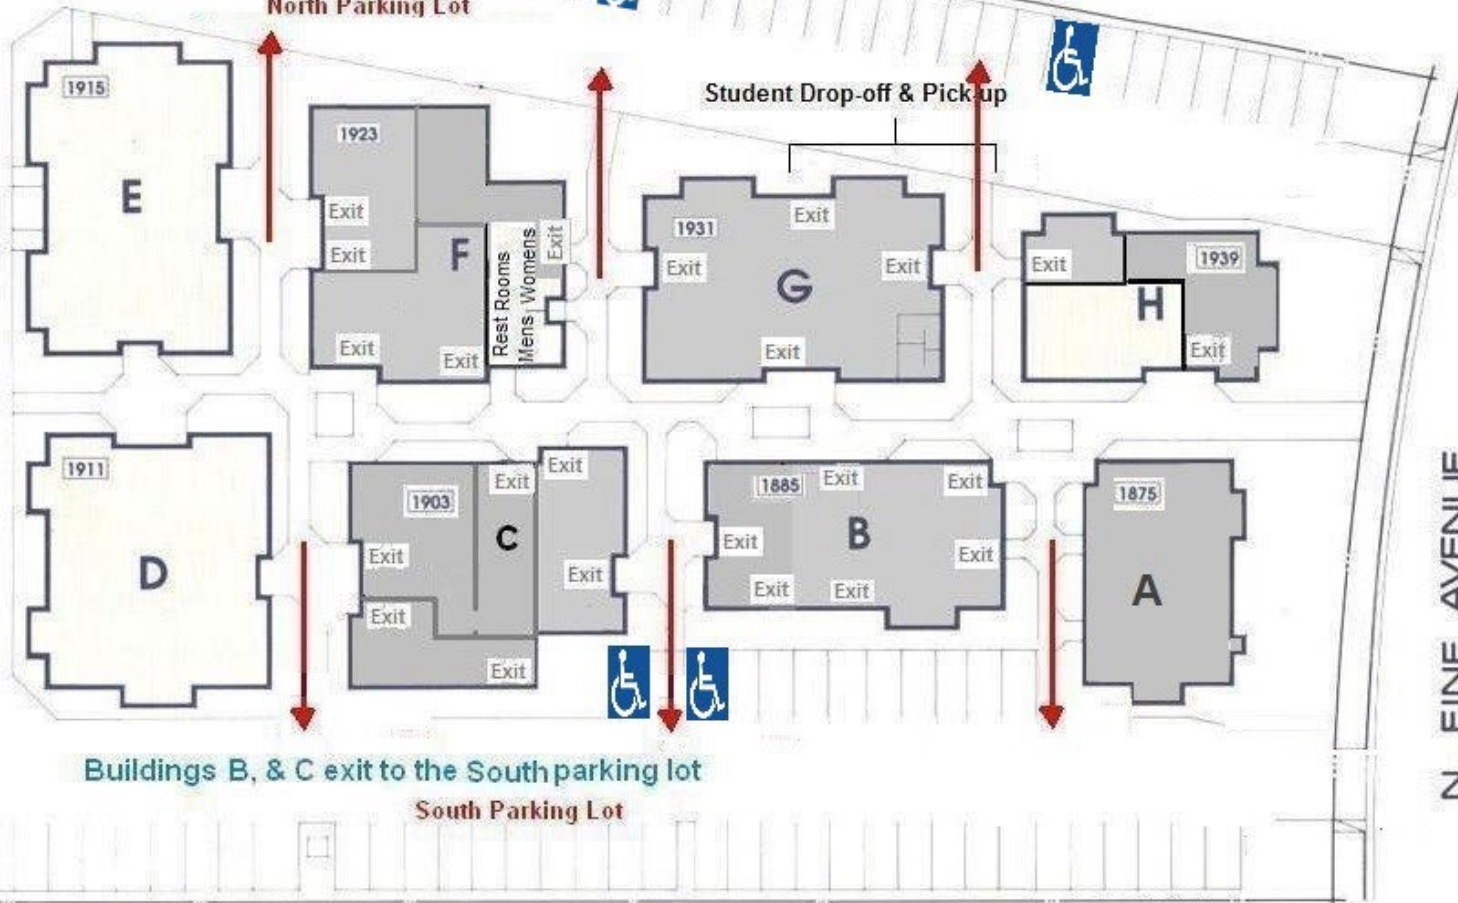 North Parking Lot
Student Drop-off & Pick-up
1915
E
1923
Exit
Exit
F
Exit
Exit
Exit
Rest Rooms
Mens Womens
1931
Exit
Exit
Exit
G
Exit
1939
Exit
H
Exit
1911
D
1903
Exit
Exit
C
Exit
Exit
Exit
Exit
1885
Exit
Exit
Exit
B
Exit
Exit
Exit
1875
A
N FINE AVENUE
Buildings B, & C exit to the South parking lot
South Parking Lot